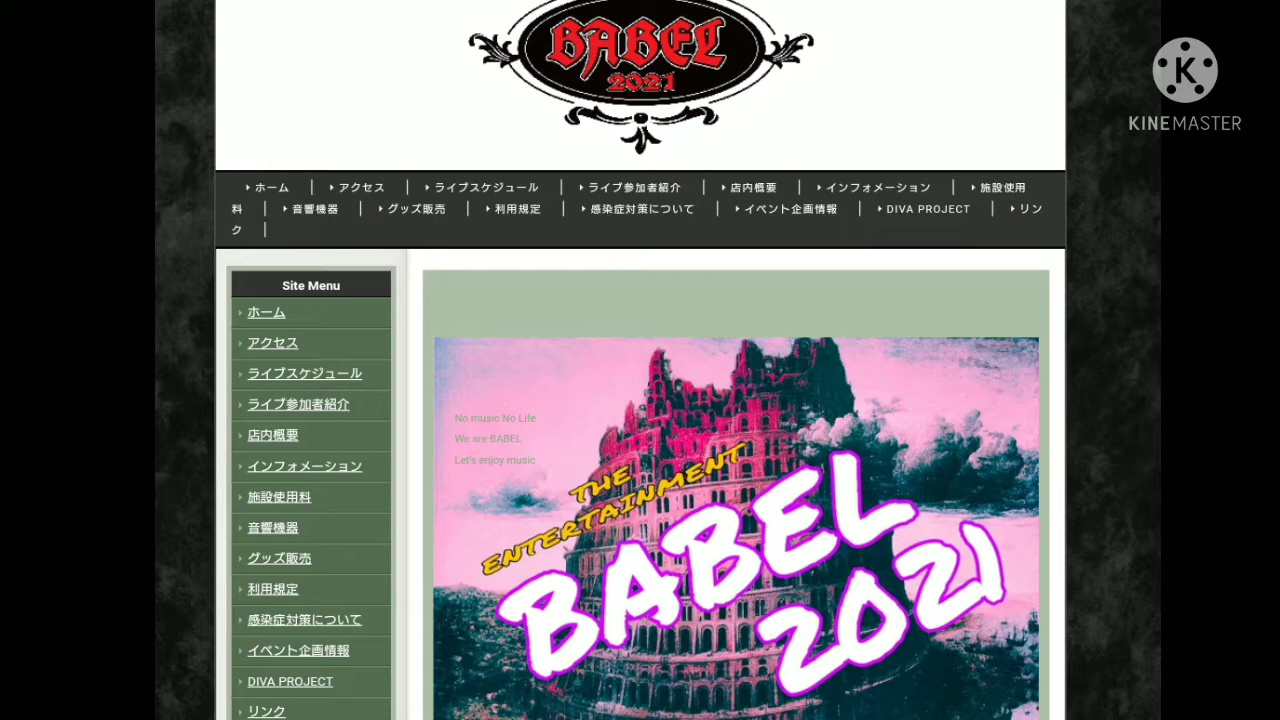 BABEL
2021
KINEMASTER
ホーム
アクセス
ライブスケジュール
ライブ参加者紹介
店内概要
インフォメーション
施設使用
料
音響機器
グッズ販売
利用規定
感染症対策について
イベント企画情報
DIVA PROJECT
リン
ク
Site Menu
ホーム
アクセス
ライブスケジュール
ライブ参加者紹介
店内概要
インフォメーション
施設使用料
音響機器
グッズ販売
利用規定
感染症対策について
イベント企画情報
DIVA PROJECT
リンク
No music No Life
We are BABEL
Let's enjoy music
THE
ENTERTAINMENT
BABEL
2021